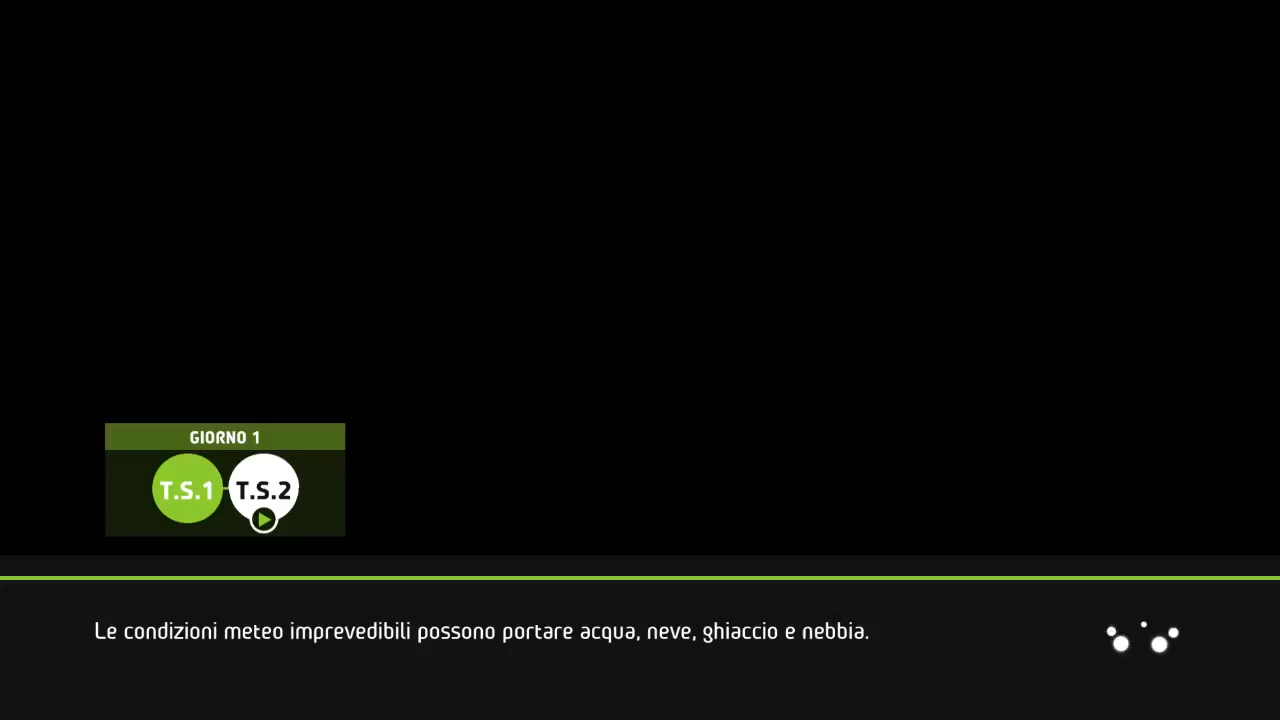 GIORNO 1
T.S.1 T.S.2
Le condizioni meteo imprevedibili possono portare acqua, neve, ghiaccio e nebbia.